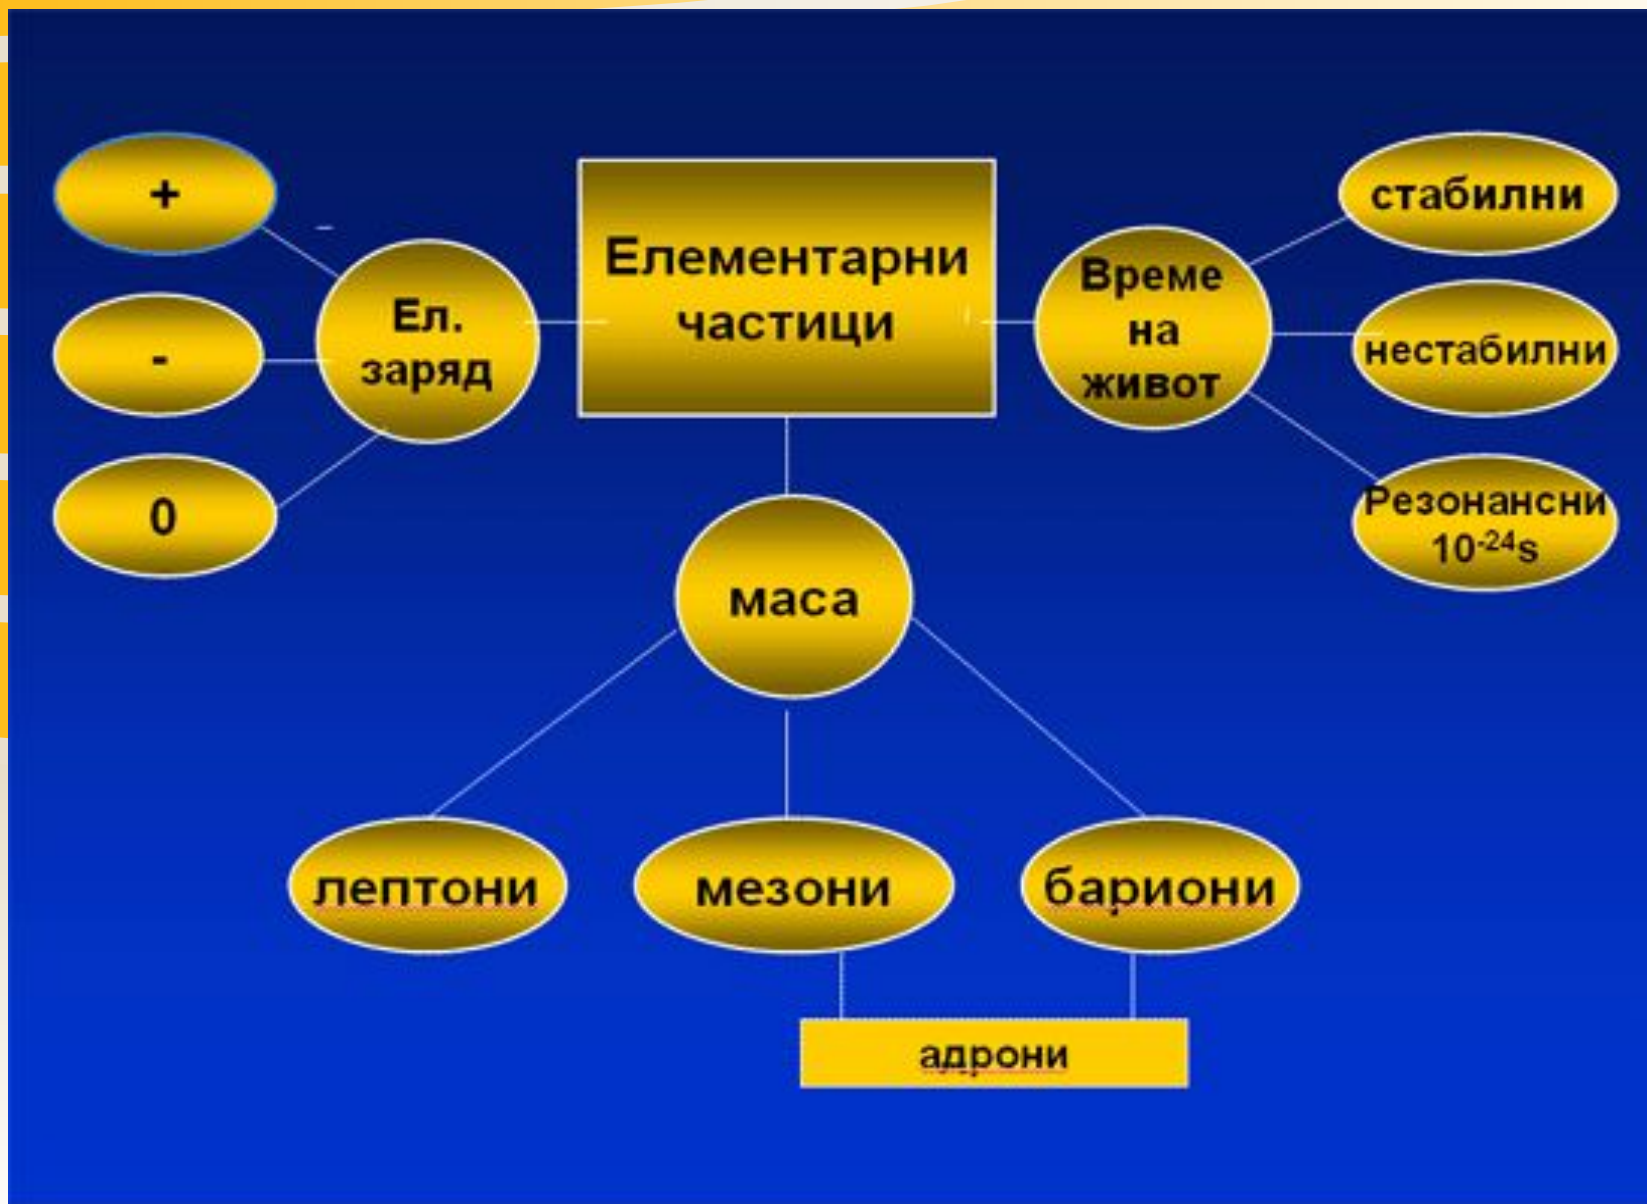 Елементарни
частици
Ел.
заряд
+
-
0
Време
на
живот
стабилни
нестабилни
Резонансни
10⁻²⁴s
маса
лептони
мезони
бариони
адрони